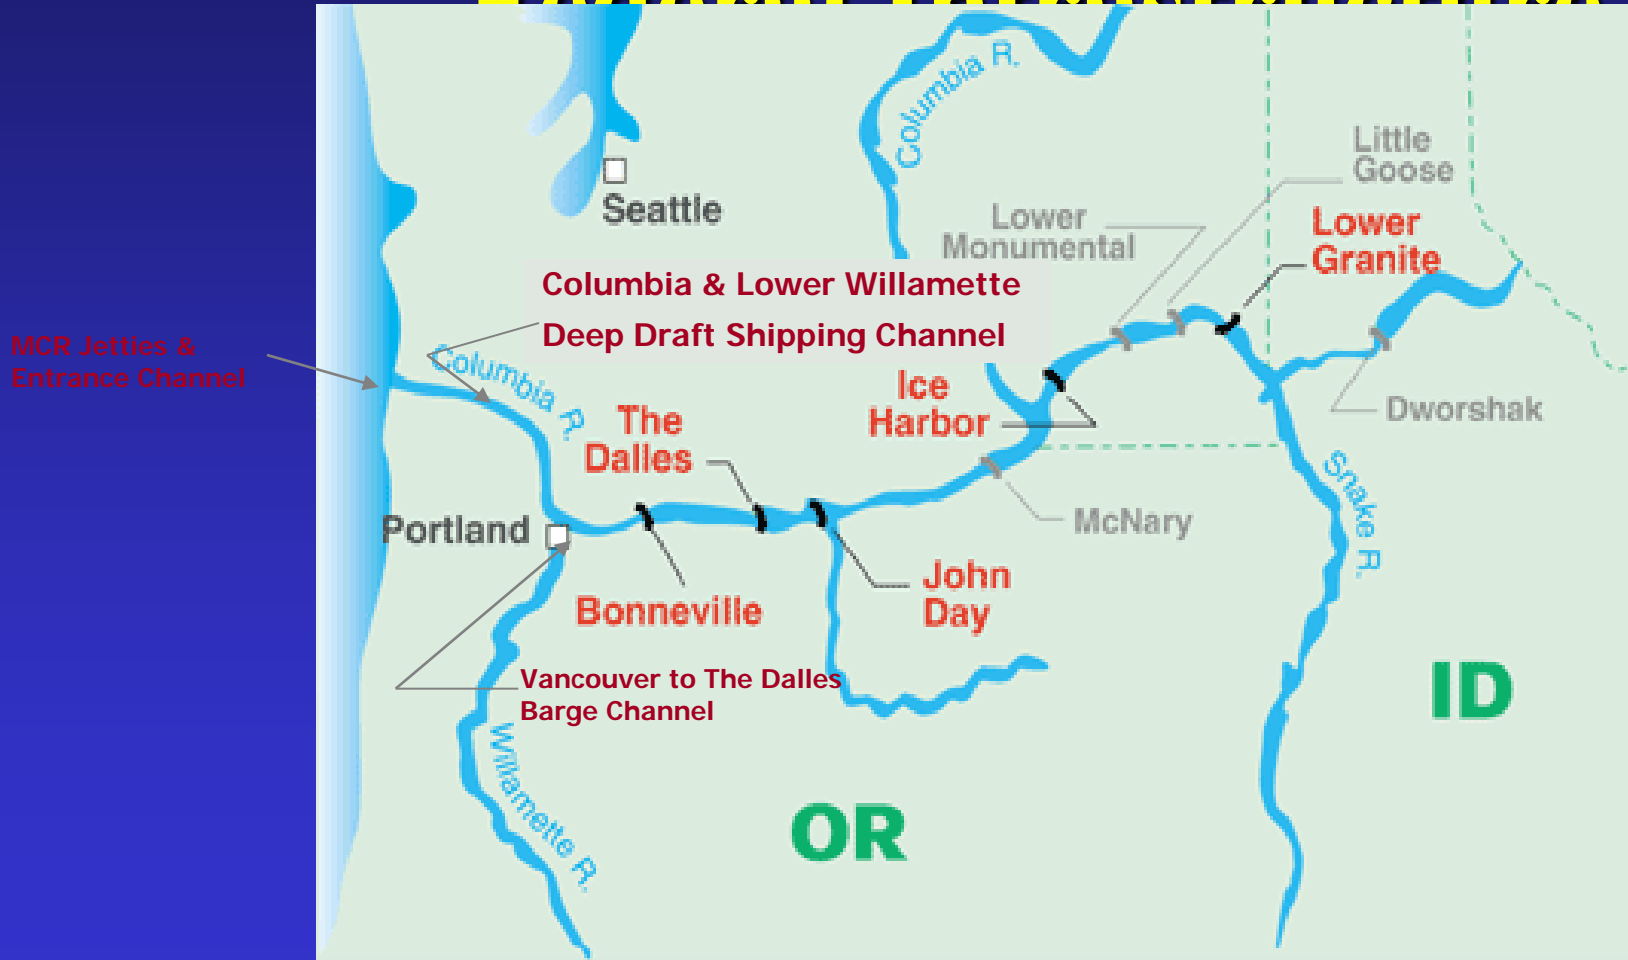 Columbia R.
Little
Goose
Seattle
Lower
Monumental
Lower
Granite
Columbia & Lower Willamette
Deep Draft Shipping Channel
MCR Jetties &
Entrance Channel
Columbia R.
Ice
Harbor
The
Dalles
Dworshak
Snake R.
Portland
McNary
John
Day
Bonneville
Vancouver to The Dalles
Barge Channel
ID
Willamette R.
OR